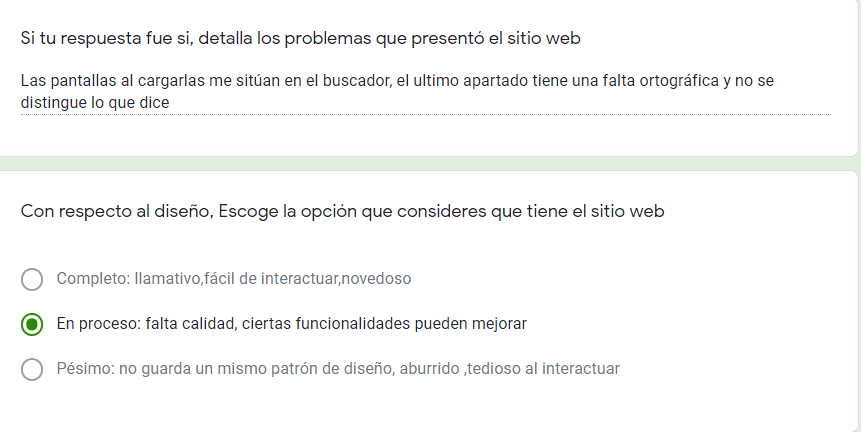 Si tu respuesta fue si, detalla los problemas que presentó el sitio web
Las pantallas al cargarlas me sitúan en el buscador, el ultimo apartado tiene una falta ortográfica y no se
distingue lo que dice
Con respecto al diseño, Escoge la opción que consideres que tiene el sitio web
Completo: llamativo,fácil de interactuar,novedoso
En proceso: falta calidad, ciertas funcionalidades pueden mejorar
Pésimo: no guarda un mismo patrón de diseño, aburrido ,tedioso al interactuar